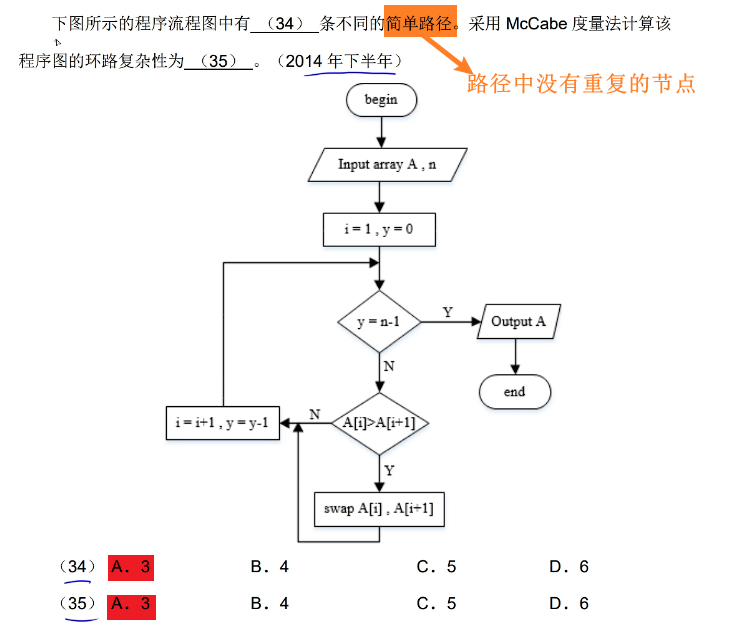 下图所示的程序流程图中有 （34） 条不同的简单路径。采用 McCabe 度量法计算该
程序图的环路复杂性为 （35） 。（2014 年下半年）
路径中没有重复的节点
begin
Input array A , n
i = 1 , y = 0
y = n-1
Y
Output A
N
end
i = i+1 , y = y-1
N
A[i]>A[i+1]
Y
swap A[i] , A[i+1]
（34） A．3 B．4 C．5 D．6
（35） A．3 B．4 C．5 D．6